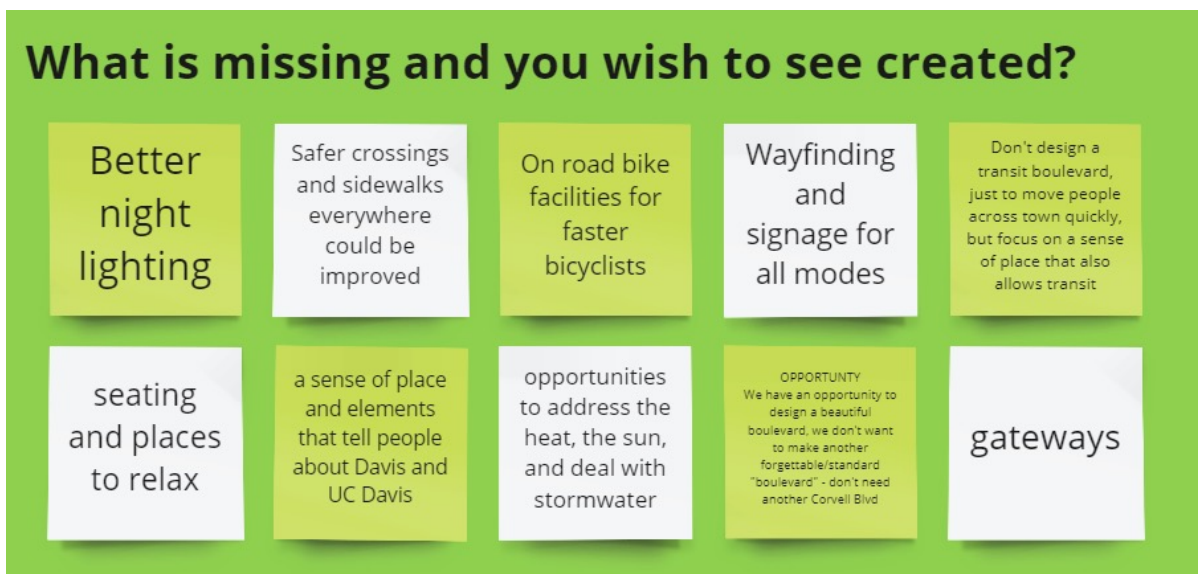 What is missing and you wish to see created?
Better
night
lighting
Safer crossings
and sidewalks
everywhere
could be
improved
On road bike
facilities for
faster
bicyclists
Wayfinding
and
signage for
all modes
Don't design a
transit boulevard,
just to move people
across town quickly,
but focus on a sense
of place that also
allows transit
seating
and places
to relax
a sense of place
and elements
that tell people
about Davis and
UC Davis
opportunities
to address the
heat, the sun,
and deal with
stormwater
OPPORTUNTY
We have an opportunity to
design a beautiful
boulevard, we don't want
to make another
forgettable/standard
"boulevard" - don't need
another Corvell Blvd
gateways